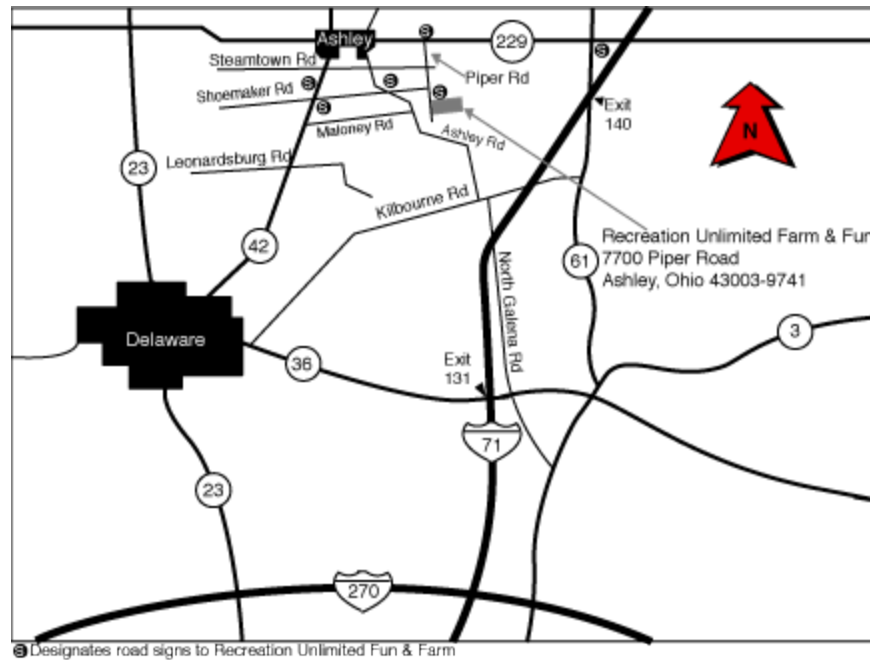 Ashley
229
Steamtown Rd
S
S
Piper Rd
S
S
Shoemaker Rd
S
S
Exit
140
N
Maloney Rd
Ashley Rd
Leonardsburg Rd
23
Kilbourne Rd
42
Recreation Unlimited Farm & Fun
7700 Piper Road
Ashley, Ohio 43003-9741
61
North Galena Rd
Delaware
3
36
Exit
131
71
23
270
S Designates road signs to Recreation Unlimited Fun & Farm